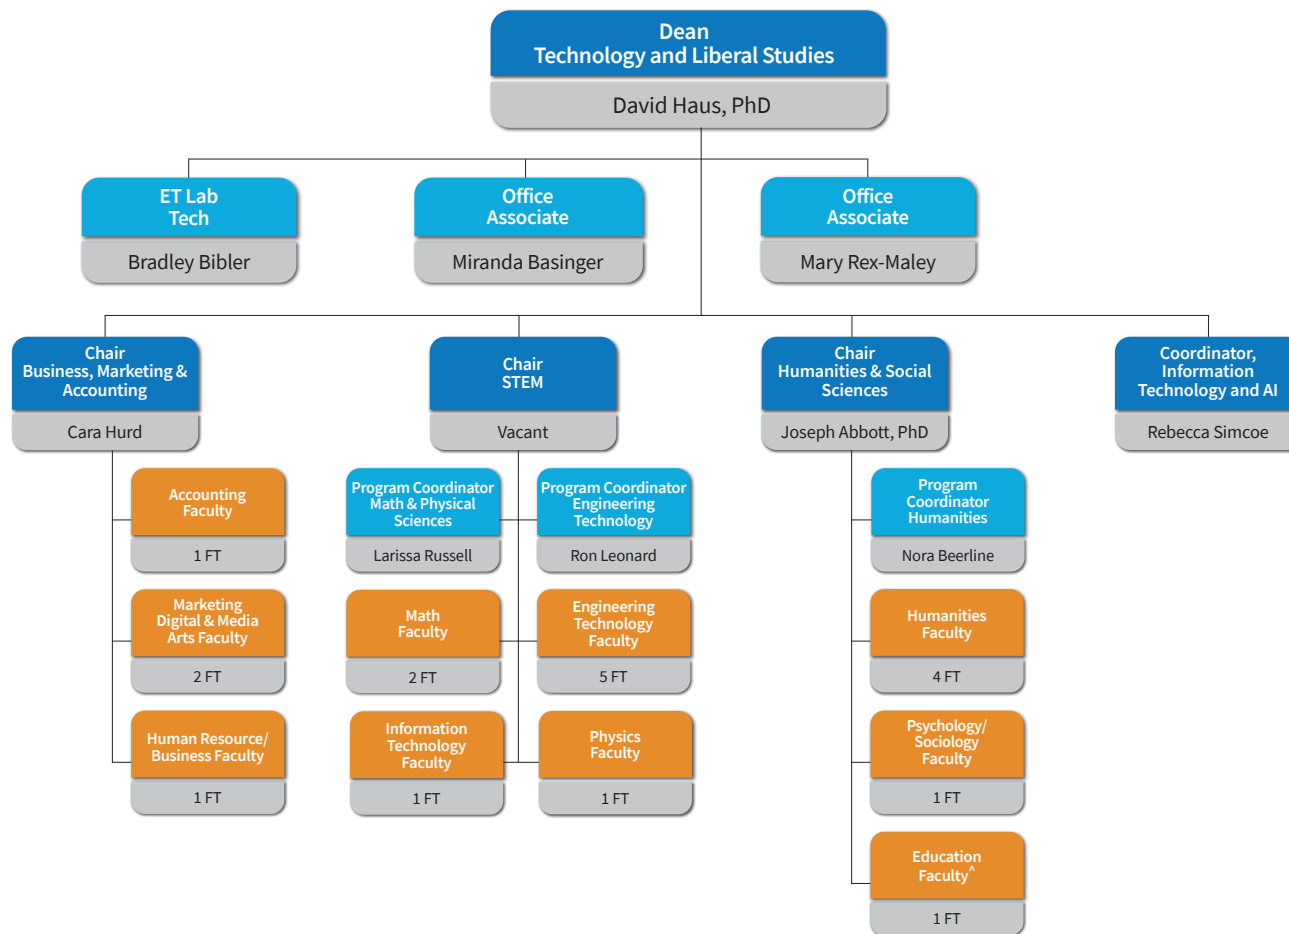 Dean
Technology and Liberal Studies
David Haus, PhD
ET Lab
Tech
Bradley Bibler
Office
Associate
Miranda Basinger
Office
Associate
Mary Rex-Maley
Chair
Business, Marketing &
Accounting
Cara Hurd
Chair
STEM
Vacant
Chair
Humanities & Social
Sciences
Joseph Abbott, PhD
Coordinator,
Information
Technology and AI
Rebecca Simcoe
Accounting
Faculty
1 FT
Marketing
Digital & Media
Arts Faculty
2 FT
Human Resource/
Business Faculty
1 FT
Program Coordinator
Math & Physical
Sciences
Larissa Russell
Program Coordinator
Engineering
Technology
Ron Leonard
Math
Faculty
2 FT
Engineering
Technology
Faculty
5 FT
Information
Technology
Faculty
1 FT
Physics
Faculty
1 FT
Program
Coordinator
Humanities
Nora Beerline
Humanities
Faculty
4 FT
Psychology/
Sociology
Faculty
1 FT
Education
Faculty^
1 FT